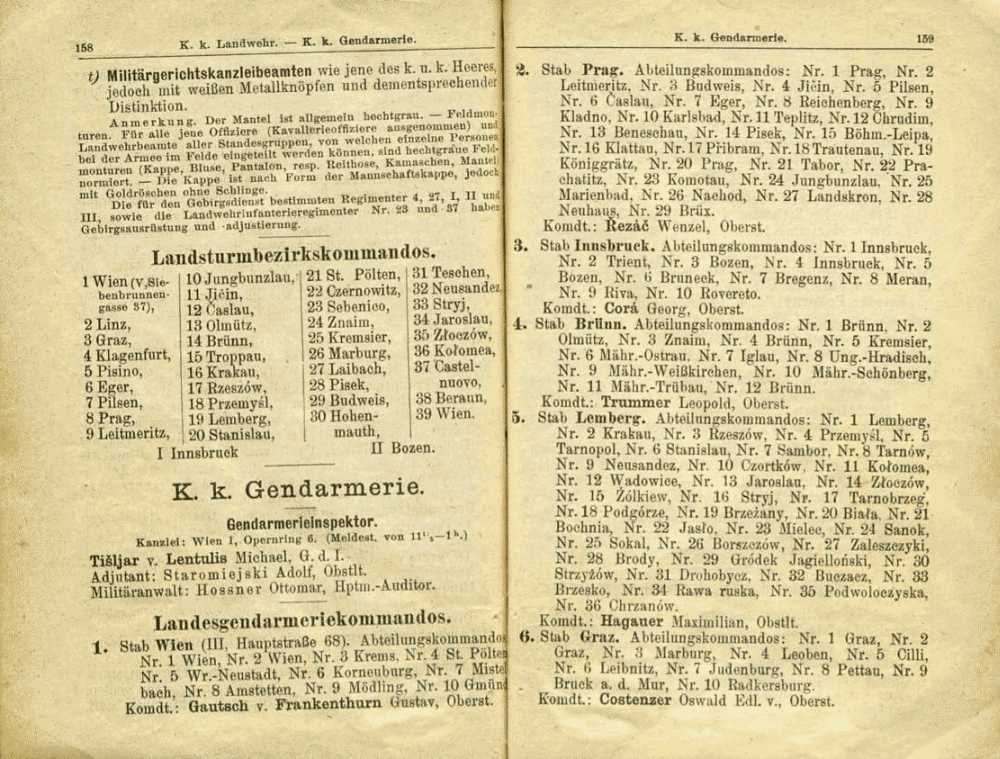 158
K. k. Landwehr. — K. k. Gendarmerie.
t) Militärgerichtskanzleibeamten wie jene des k. u. k. Heeres,
jedoch mit weißen Metallknöpfen und dementsprechender
Distinktion.
Anmerkung. Der Mantel ist allgemein hechtgrau. — Feldmon-
turen. Für alle jene Offiziere (Kavallerieoffiziere ausgenommen) und
Landwehrbeamte aller Standesgruppen, von welchen einzelne Personen
bei der Armee im Felde eingeteilt werden können, sind hechtgraue Feld-
monturen (Kappe, Bluse, Pantalon, resp. Reithose, Kamaschen, Mantel)
normiert. — Die Kappe ist nach Form der Mannschaftskappe, jedoch
mit Goldröschen ohne Schlinge.
Die für den Gebirgsdienst bestimmten Regimenter 4, 27, I, II und
III, sowie die Landwehrinfanterieregimenter Nr. 23 und 37 haben
Gebirgsausrüstung und -adjustierung.
Landsturmbezirkskommandos.
1 Wien (V, Sie-
benbrunnen-
gasse 37),
2 Linz,
3 Graz,
4 Klagenfurt,
5 Pisino,
6 Eger,
7 Pilsen,
8 Prag,
9 Leitmeritz,
10 Jungbunzlau,
11 Jičin,
12 Časlau,
13 Olmütz,
14 Brünn,
15 Troppau,
16 Krakau,
17 Rzeszów,
18 Przemyśl,
19 Lemberg,
20 Stanislau,
21 St. Pölten,
22 Czernowitz,
23 Sebenico,
24 Znaim,
25 Kremsier,
26 Marburg,
27 Laibach,
28 Pisek,
29 Budweis,
30 Hohen-
mauth,
31 Teschen,
32 Neusandez,
33 Stryj,
34 Jaroslau,
35 Złoczów,
36 Kołomea,
37 Castel-
nuovo,
38 Beraun,
39 Wien.
I Innsbruck
II Bozen.
K. k. Gendarmerie.
Gendarmerieinspektor.
Kanzlei: Wien I, Opernring 6. (Meldest. von 11½—1h.)
Tišljar v. Lentulis Michael, G. d. I.
Adjutant: Staromiejski Adolf, Obstlt.
Militäranwalt: Hossner Ottomar, Hptm.-Auditor.
Landesgendarmeriekommandos.
1. Stab Wien (III, Hauptstraße 68). Abteilungskommandos
Nr. 1 Wien, Nr. 2 Wien, Nr. 3 Krems, Nr. 4 St. Pölten
Nr. 5 Wr.-Neustadt, Nr. 6 Korneuburg, Nr. 7 Mistel
bach, Nr. 8 Amstetten, Nr. 9 Mödling, Nr. 10 Gmünd
Komdt.: Gautsch v. Frankenthurn Gustav, Oberst.
K. k. Gendarmerie.
159
2. Stab Prag. Abteilungskommandos: Nr. 1 Prag, Nr. 2
Leitmeritz, Nr. 3 Budweis, Nr. 4 Jičin, Nr. 5 Pilsen,
Nr. 6 Časlau, Nr. 7 Eger, Nr. 8 Reichenberg, Nr. 9
Kladno, Nr. 10 Karlsbad, Nr. 11 Teplitz, Nr. 12 Chrudim,
Nr. 13 Beneschau, Nr. 14 Pisek, Nr. 15 Böhm.-Leipa,
Nr. 16 Klattau, Nr. 17 Přibram, Nr. 18 Trautenau, Nr. 19
Königgrätz, Nr. 20 Prag, Nr. 21 Tabor, Nr. 22 Pra-
chatitz, Nr. 23 Komotau, Nr. 24 Jungbunzlau, Nr. 25
Marienbad, Nr. 26 Nachod, Nr. 27 Landskron, Nr. 28
Neuhaus, Nr. 29 Brüx.
Komdt.: Řezáč Wenzel, Oberst.
3. Stab Innsbruck. Abteilungskommandos: Nr. 1 Innsbruck,
Nr. 2 Trient, Nr. 3 Bozen, Nr. 4 Innsbruck, Nr. 5
Bozen, Nr. 6 Bruneck, Nr. 7 Bregenz, Nr. 8 Meran,
Nr. 9 Riva, Nr. 10 Rovereto.
Komdt.: Corá Georg, Oberst.
4. Stab Brünn. Abteilungskommandos: Nr. 1 Brünn, Nr. 2
Olmütz, Nr. 3 Znaim, Nr. 4 Brünn, Nr. 5 Kremsier,
Nr. 6 Mähr.-Ostrau, Nr. 7 Iglau, Nr. 8 Ung.-Hradisch,
Nr. 9 Mähr.-Weißkirchen, Nr. 10 Mähr.-Schönberg,
Nr. 11 Mähr.-Trübau, Nr. 12 Brünn.
Komdt.: Trummer Leopold, Oberst.
5. Stab Lemberg. Abteilungskommandos: Nr. 1 Lemberg,
Nr. 2 Krakau, Nr. 3 Rzeszów, Nr. 4 Przemyśl, Nr. 5
Tarnopol, Nr. 6 Stanislau, Nr. 7 Sambor, Nr. 8 Tarnów,
Nr. 9 Neusandez, Nr. 10 Czortków, Nr. 11 Kołomea,
Nr. 12 Wadowice, Nr. 13 Jaroslau, Nr. 14 Złoczów,
Nr. 15 Żólkiew, Nr. 16 Stryj, Nr. 17 Tarnobrzeg,
Nr. 18 Podgórze, Nr. 19 Brzeżany, Nr. 20 Biała, Nr. 21
Bochnia, Nr. 22 Jasło, Nr. 23 Mielec, Nr. 24 Sanok,
Nr. 25 Sokal, Nr. 26 Borszczów, Nr. 27 Zaleszczyki,
Nr. 28 Brody, Nr. 29 Gródek Jagielloński, Nr. 30
Strzyżów, Nr. 31 Drohobycz, Nr. 32 Buczacz, Nr. 33
Brzesko, Nr. 34 Rawa ruska, Nr. 35 Podwoloczyska,
Nr. 36 Chrzanów.
Komdt.: Hagauer Maximilian, Obstlt.
6. Stab Graz. Abteilungskommandos: Nr. 1 Graz, Nr. 2
Graz, Nr. 3 Marburg, Nr. 4 Leoben, Nr. 5 Cilli,
Nr. 6 Leibnitz, Nr. 7 Judenburg, Nr. 8 Pettau, Nr. 9
Bruck a. d. Mur, Nr. 10 Radkersburg.
Komdt.: Costenzer Oswald Edl. v., Oberst.